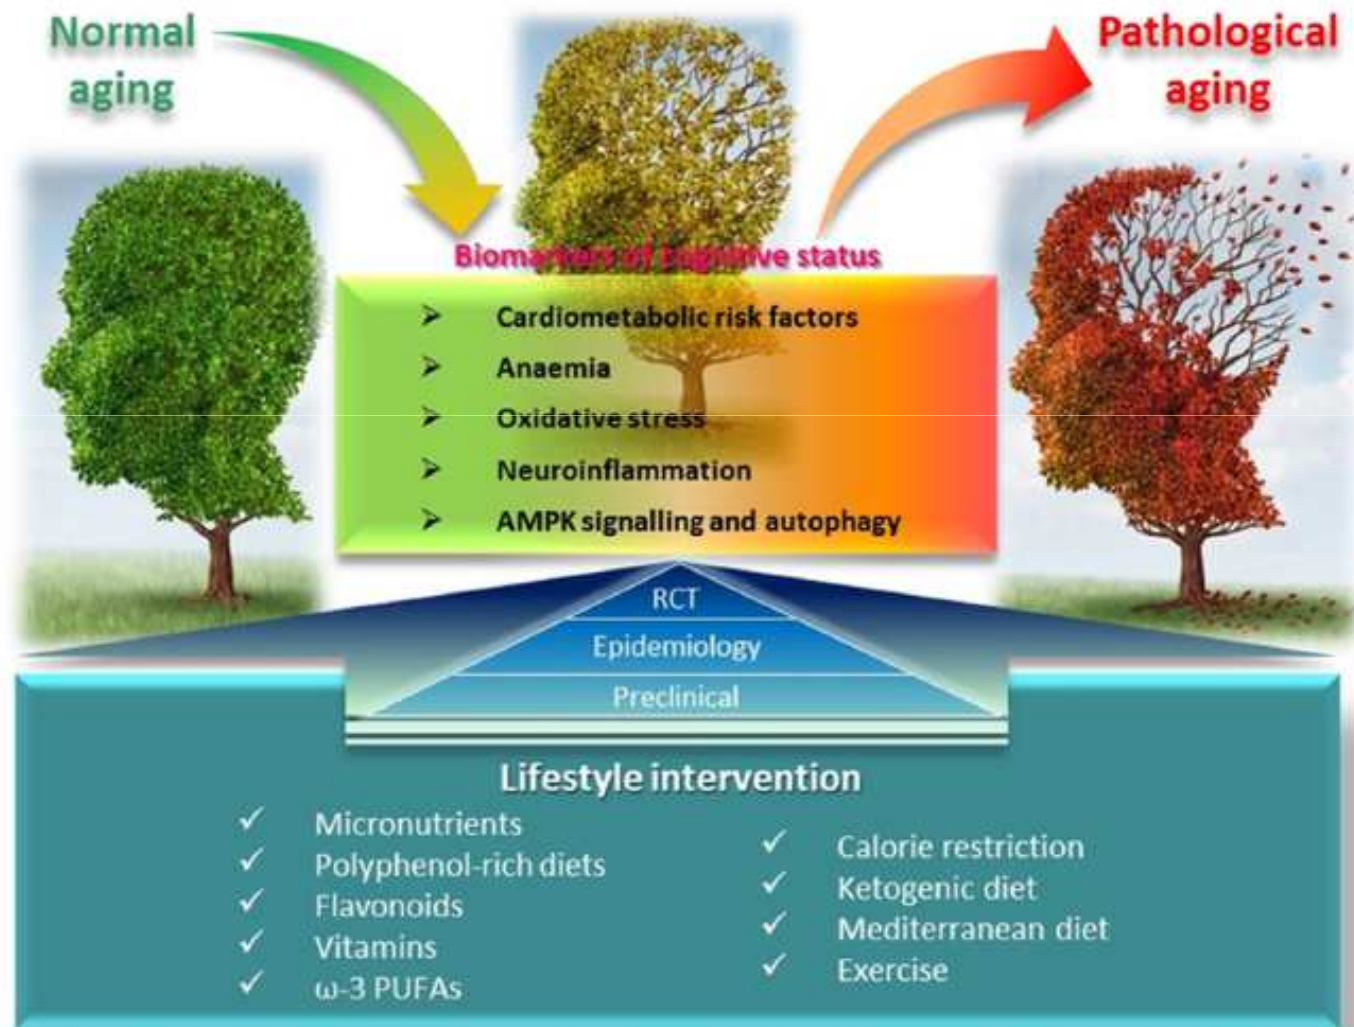 Normal
aging
Pathological
aging
Biomarkers of cognitive status
Cardiometabolic risk factors
Anaemia
Oxidative stress
Neuroinflammation
AMPK signalling and autophagy
RCT
Epidemiology
Preclinical
Lifestyle intervention
Micronutrients
Polyphenol-rich diets
Flavonoids
Vitamins
ω-3 PUFAs
Calorie restriction
Ketogenic diet
Mediterranean diet
Exercise